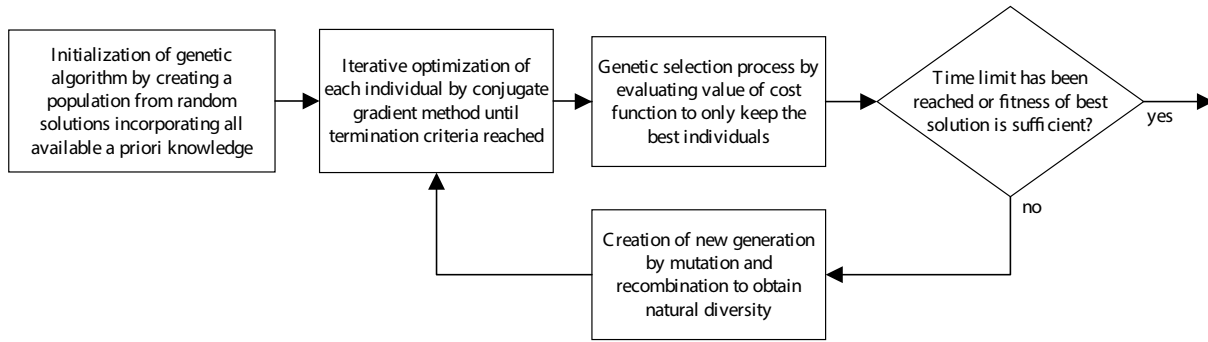 Initialization of genetic
algorithm by creating a
population from random
solutions incorporating all
available a priori knowledge
Iterative optimization of
each individual by conjugate
gradient method until
termination criteria reached
Genetic selection process by
evaluating value of cost
function to only keep the
best individuals
Time limit has been
reached or fitness of best
solution is sufficient?
yes
no
Creation of new generation
by mutation and
recombination to obtain
natural diversity